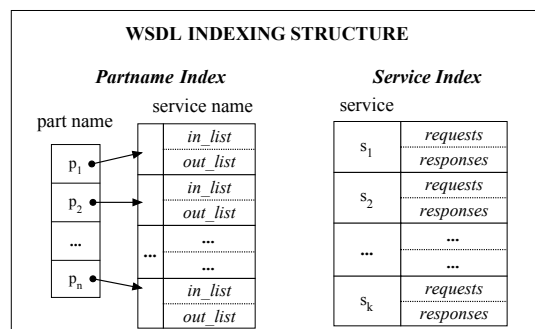 WSDL INDEXING STRUCTURE
Partname Index
Service Index
part name
service name
service
p1
in_list
out_list
p2
in_list
out_list
...
...
...
...
pn
in_list
out_list
s1
requests
responses
s2
requests
responses
...
...
...
sk
requests
responses